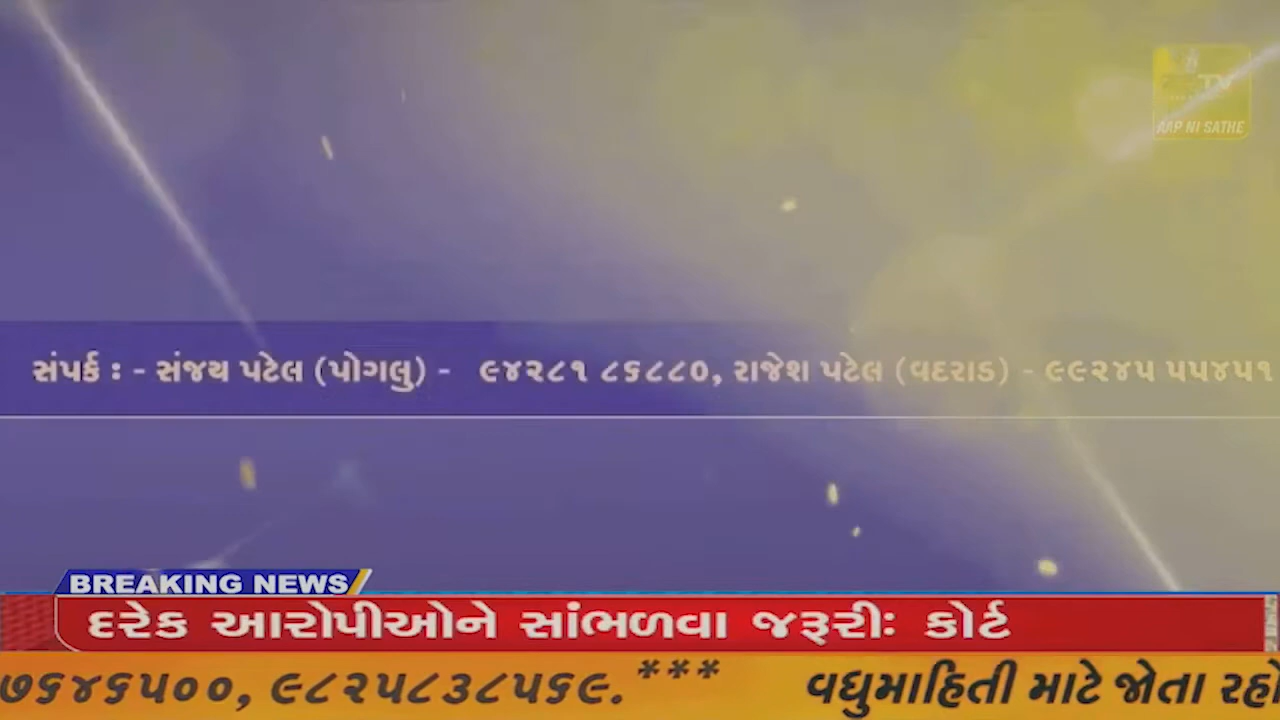 TV
AAP NI SATHE
સંપર્ક : - સંજય પટેલ (પોગલુ) - ૯૪૨૮૧ ૮૬૮૮૦, રાજેશ પટેલ (વદરાડ) - ૯૯૨૪૫ ૫૫૪૫૧
BREAKING NEWS
દરેક આરોપીઓને સાંભળવા જરૂરીઃ કોર્ટ
૭૬૪૬૫૦૦, ૯૮૨૫૮૩૮૫૬૯. *** વધુમાહિતી માટે જોતા રહો